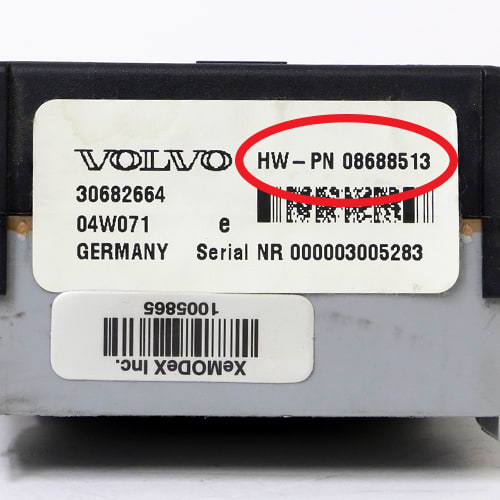 VOLVO HW-PN 08688513
30682664
04W071 e
GERMANY Serial NR 000003005283
XeMODeX Inc.
1005865